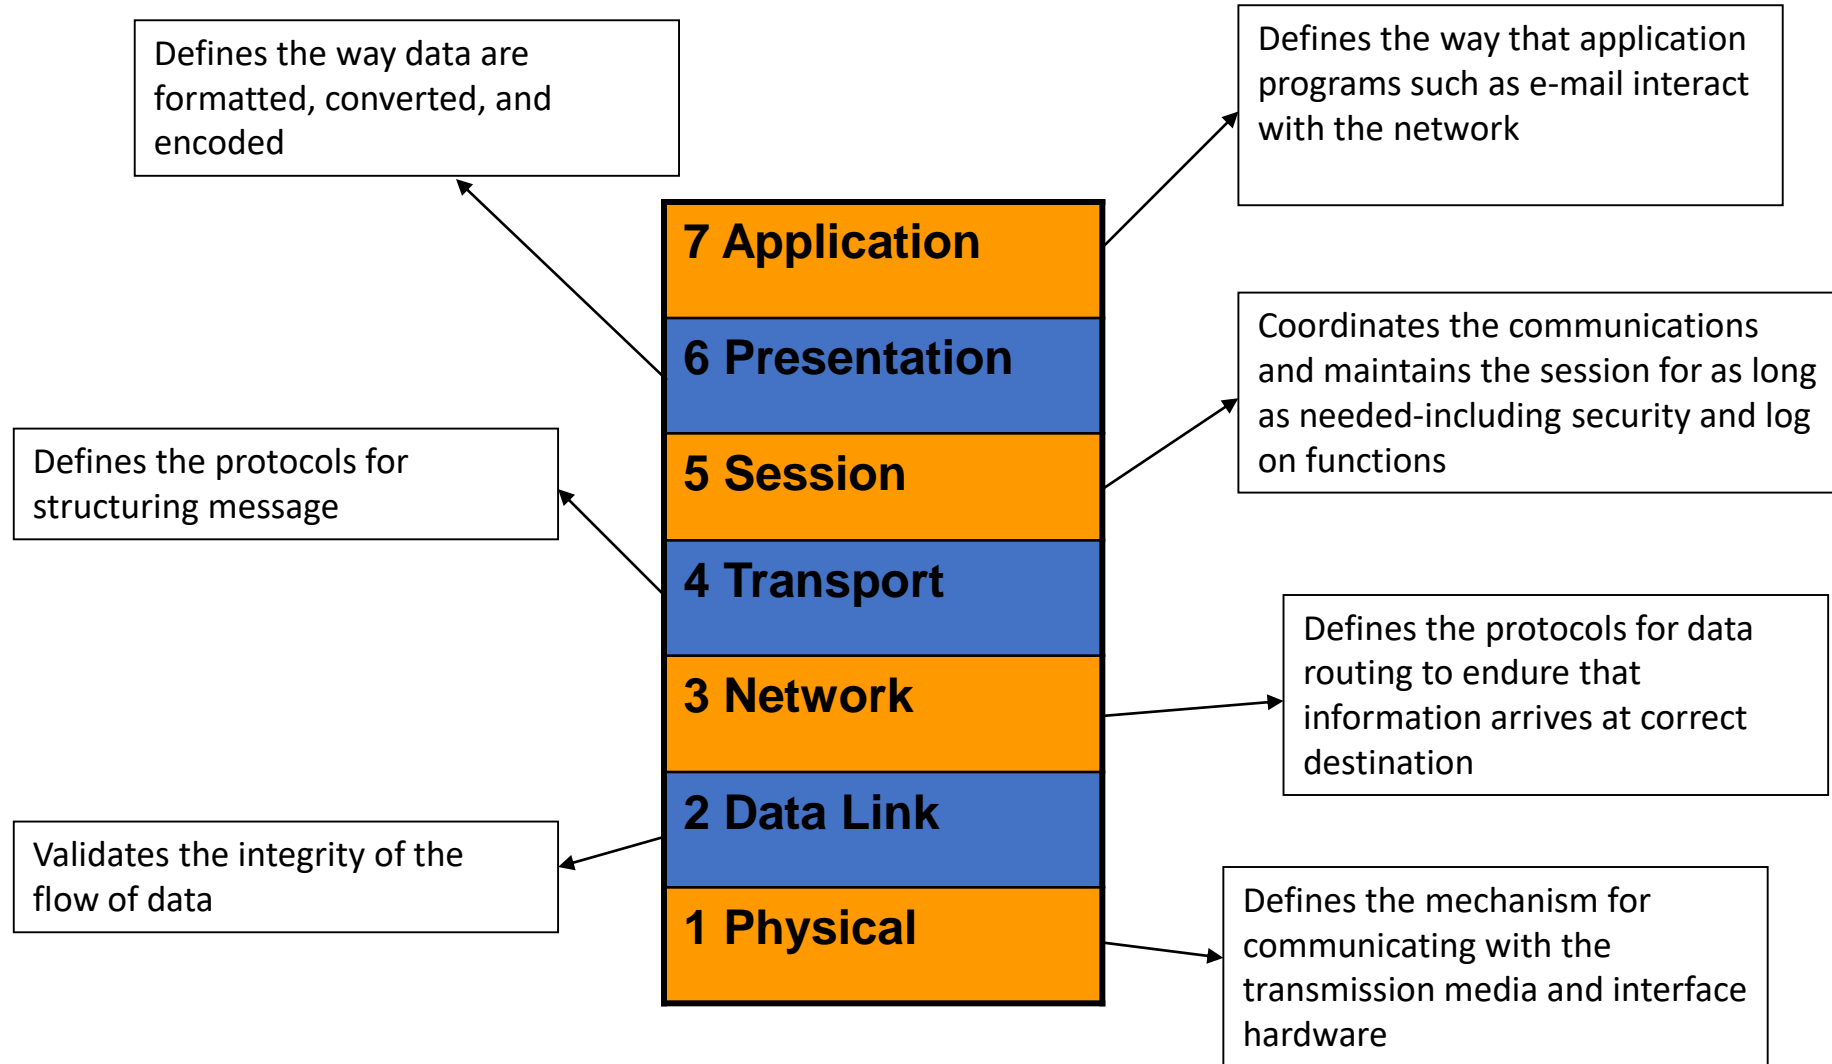 Defines the way data are
formatted, converted, and
encoded
Defines the way that application
programs such as e-mail interact
with the network
7 Application
6 Presentation
Coordinates the communications
and maintains the session for as long
as needed-including security and log
on functions
5 Session
Defines the protocols for
structuring message
4 Transport
3 Network
Defines the protocols for data
routing to endure that
information arrives at correct
destination
2 Data Link
Validates the integrity of the
flow of data
1 Physical
Defines the mechanism for
communicating with the
transmission media and interface
hardware